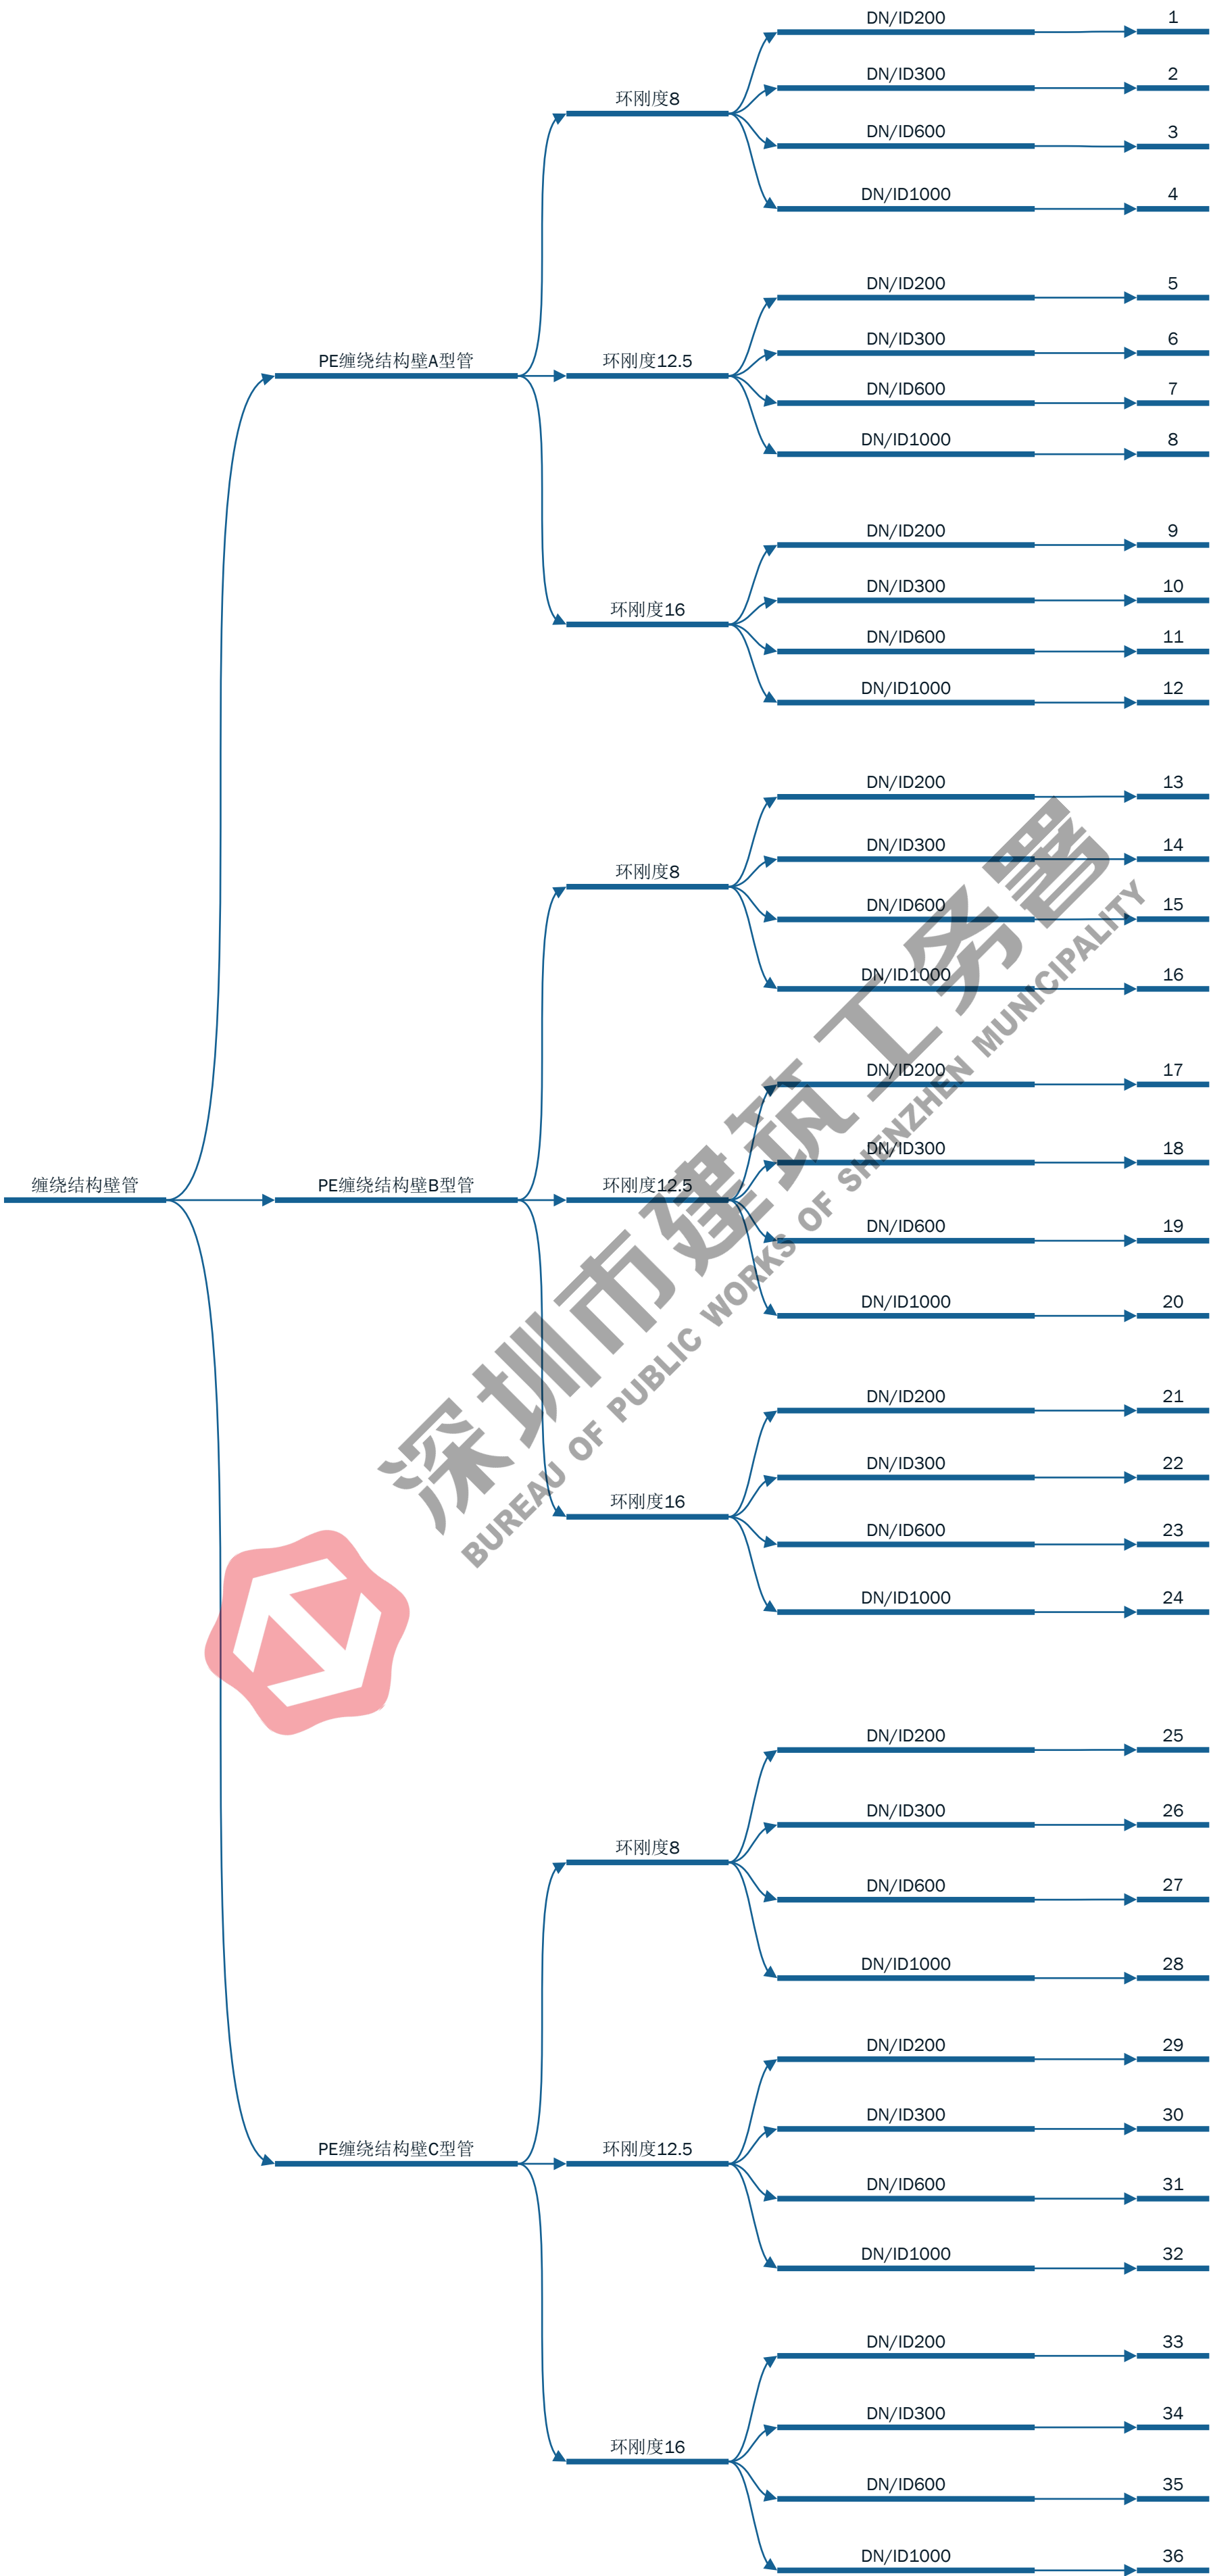 缠绕结构壁管
PE缠绕结构壁A型管
环刚度8
DN/ID200 1
DN/ID300 2
DN/ID600 3
DN/ID1000 4
环刚度12.5
DN/ID200 5
DN/ID300 6
DN/ID600 7
DN/ID1000 8
环刚度16
DN/ID200 9
DN/ID300 10
DN/ID600 11
DN/ID1000 12
PE缠绕结构壁B型管
环刚度8
DN/ID200 13
DN/ID300 14
DN/ID600 15
DN/ID1000 16
环刚度12.5
DN/ID200 17
DN/ID300 18
DN/ID600 19
DN/ID1000 20
环刚度16
DN/ID200 21
DN/ID300 22
DN/ID600 23
DN/ID1000 24
PE缠绕结构壁C型管
环刚度8
DN/ID200 25
DN/ID300 26
DN/ID600 27
DN/ID1000 28
环刚度12.5
DN/ID200 29
DN/ID300 30
DN/ID600 31
DN/ID1000 32
环刚度16
DN/ID200 33
DN/ID300 34
DN/ID600 35
DN/ID1000 36
深圳市建筑工务署
BUREAU OF PUBLIC WORKS OF SHENZHEN MUNICIPALITY